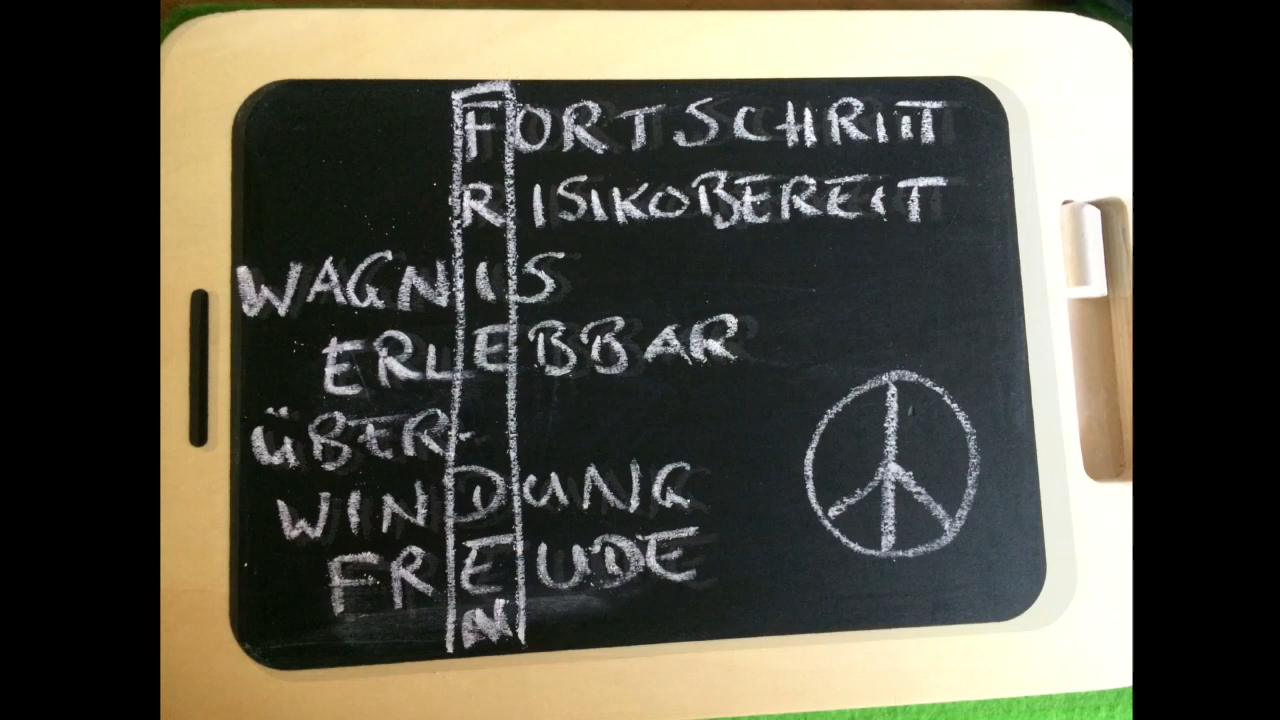 FORTSCHRITT
RISIKOBEREIT
WAGNIS
ERLEBBAR
ÜBER-
WINDUNG
FREUDE
N